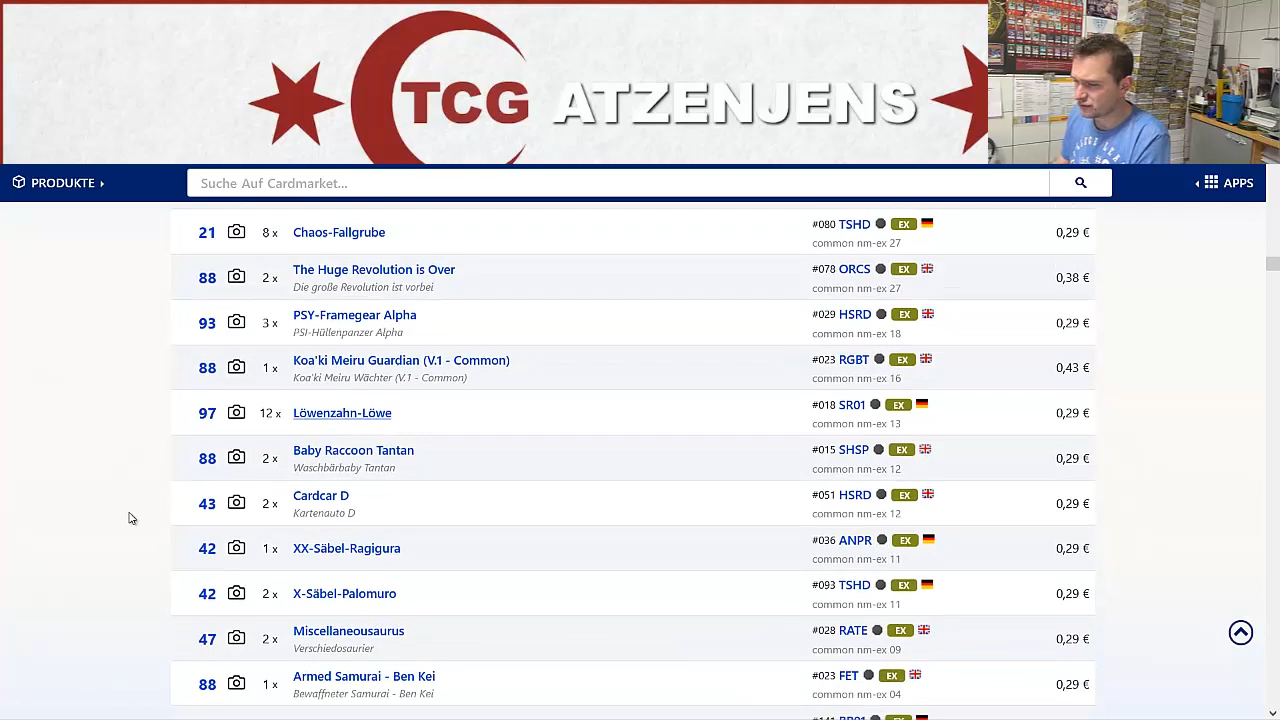 TCG ATZENJENS
PRODUKTE
Suche Auf Cardmarket...
APPS
21 8 x Chaos-Fallgrube #080 TSHD EX 0,29 €
common nm-ex 27
88 2 x The Huge Revolution is Over #078 ORCS EX 0,38 €
Die große Revolution ist vorbei common nm-ex 27
93 3 x PSY-Framegear Alpha #029 HSRD EX 0,29 €
PSI-Hüllenpanzer Alpha common nm-ex 18
88 1 x Koa'ki Meiru Guardian (V.1 - Common) #023 RGBT EX 0,43 €
Koa'ki Meiru Wächter (V.1 - Common) common nm-ex 16
97 12 x Löwenzahn-Löwe #018 SR01 EX 0,29 €
common nm-ex 13
88 2 x Baby Raccoon Tantan #015 SHSP EX 0,29 €
Waschbärbaby Tantan common nm-ex 12
43 2 x Cardcar D #051 HSRD EX 0,29 €
Kartenauto D common nm-ex 12
42 1 x XX-Säbel-Ragigura #036 ANPR EX 0,29 €
common nm-ex 11
42 2 x X-Säbel-Palomuro #093 TSHD EX 0,29 €
common nm-ex 11
47 2 x Miscellaneousaurus #028 RATE EX 0,29 €
Verschiedosaurier common nm-ex 09
88 1 x Armed Samurai - Ben Kei #023 FET EX 0,29 €
Bewaffneter Samurai - Ben Kei common nm-ex 04